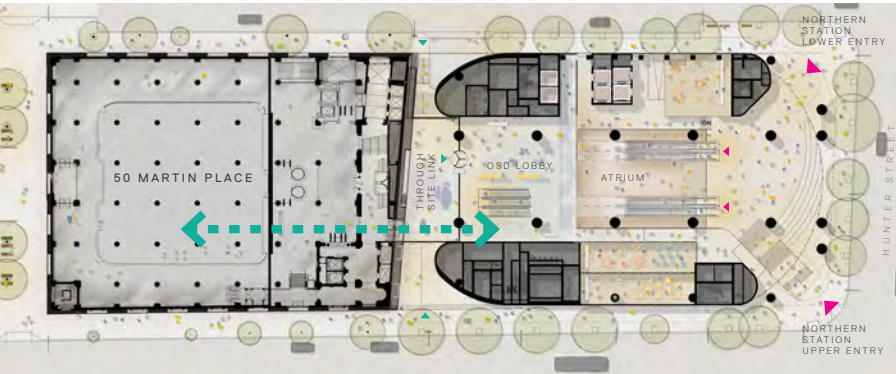 NORTHERN
STATION
LOWER ENTRY
50 MARTIN PLACE
THROUGH
SITE LINK
OSD LOBBY
ATRIUM
HUNTER STREET
NORTHERN
STATION
UPPER ENTRY